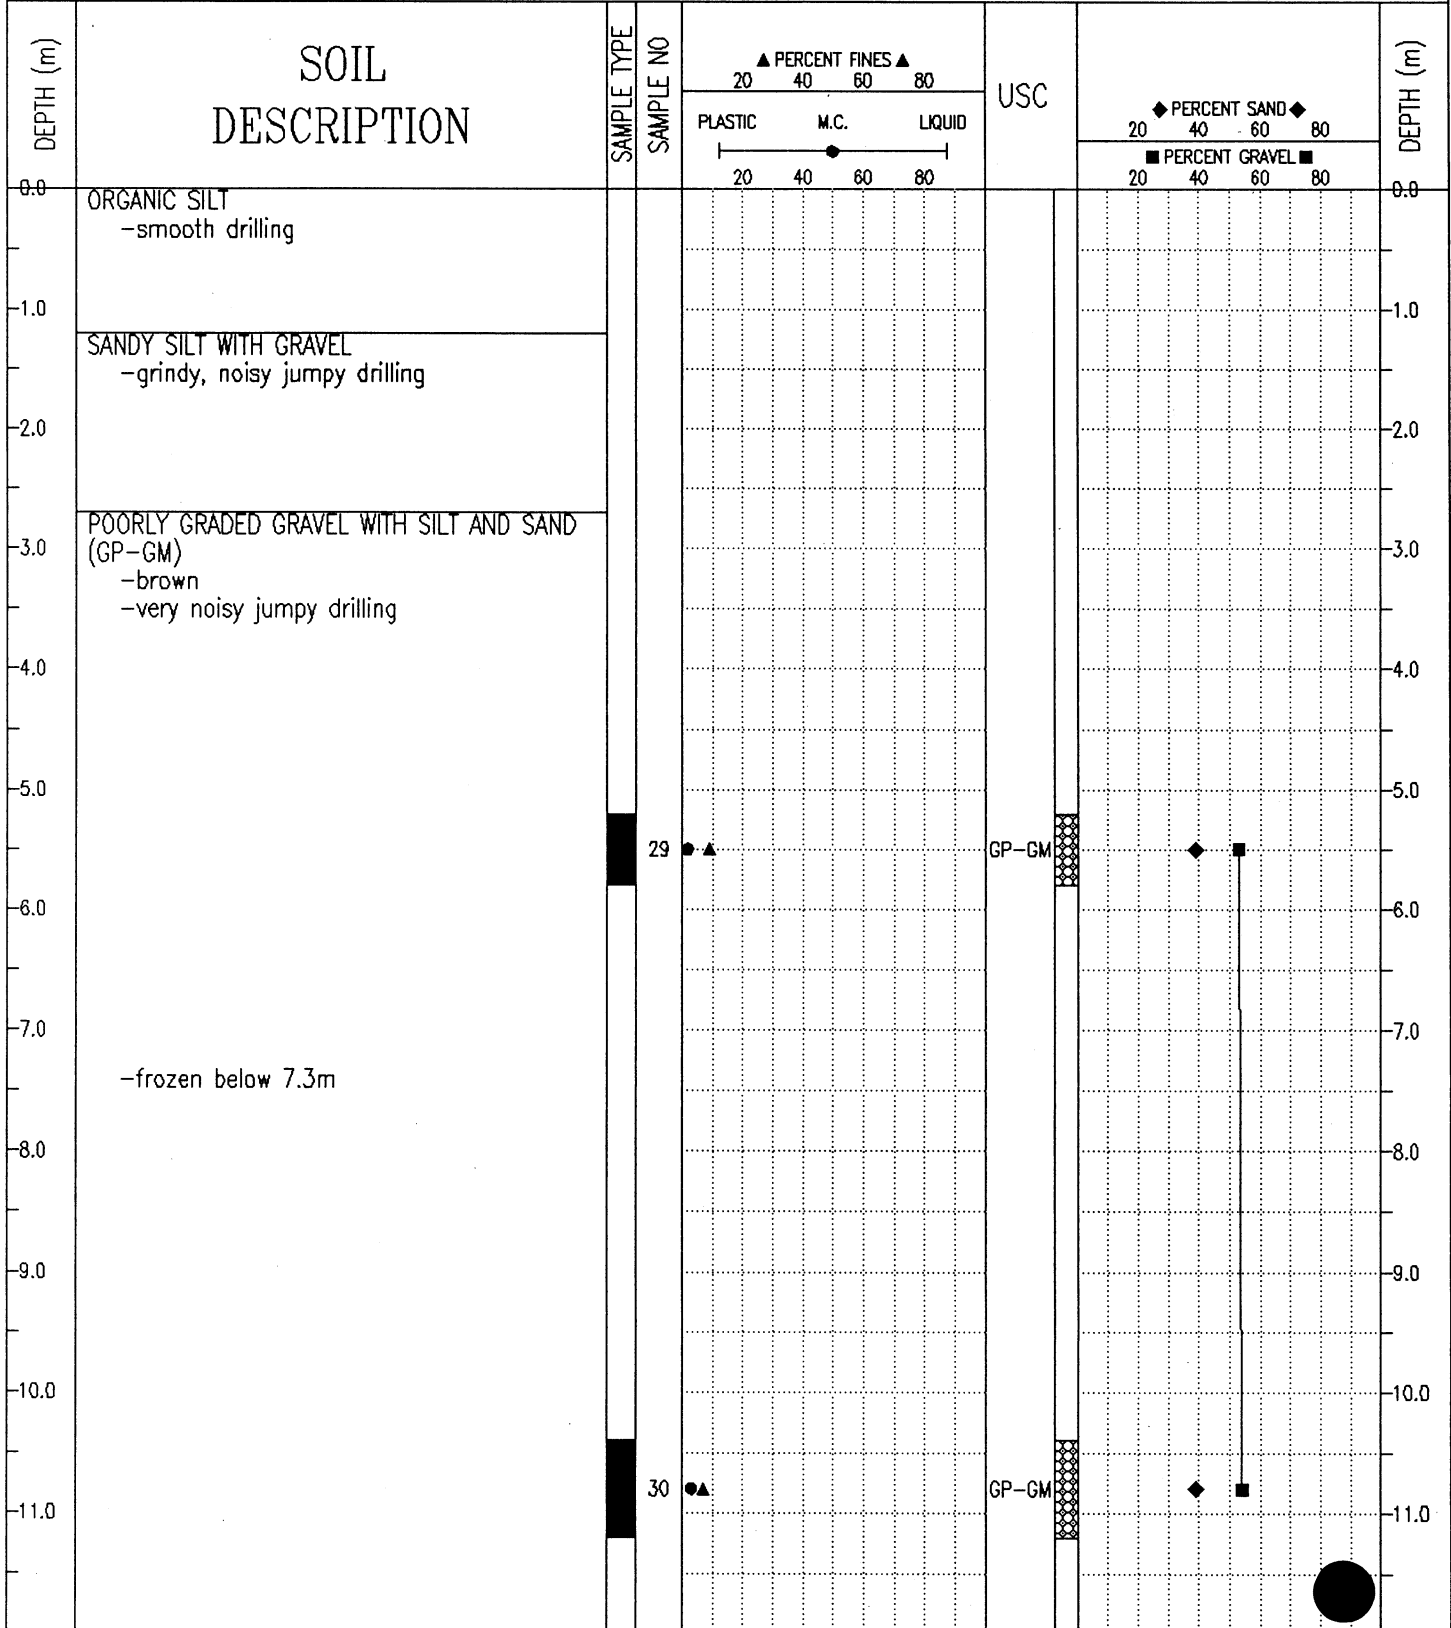 DEPTH (m)
SOIL
DESCRIPTION
SAMPLE TYPE
SAMPLE NO
▲ PERCENT FINES ▲
20 40 60 80
PLASTIC M.C. LIQUID
20 40 60 80
USC
◆ PERCENT SAND ◆
20 40 60 80
■ PERCENT GRAVEL ■
20 40 60 80
DEPTH (m)
0.0 0.0
ORGANIC SILT
-smooth drilling
1.0 1.0
SANDY SILT WITH GRAVEL
-grindy, noisy jumpy drilling
2.0 2.0
POORLY GRADED GRAVEL WITH SILT AND SAND
(GP-GM)
3.0 3.0
-brown
-very noisy jumpy drilling
4.0 4.0
5.0 5.0
29 GP-GM
6.0 6.0
7.0 7.0
-frozen below 7.3m
8.0 8.0
9.0 9.0
10.0 10.0
30 GP-GM
11.0 11.0